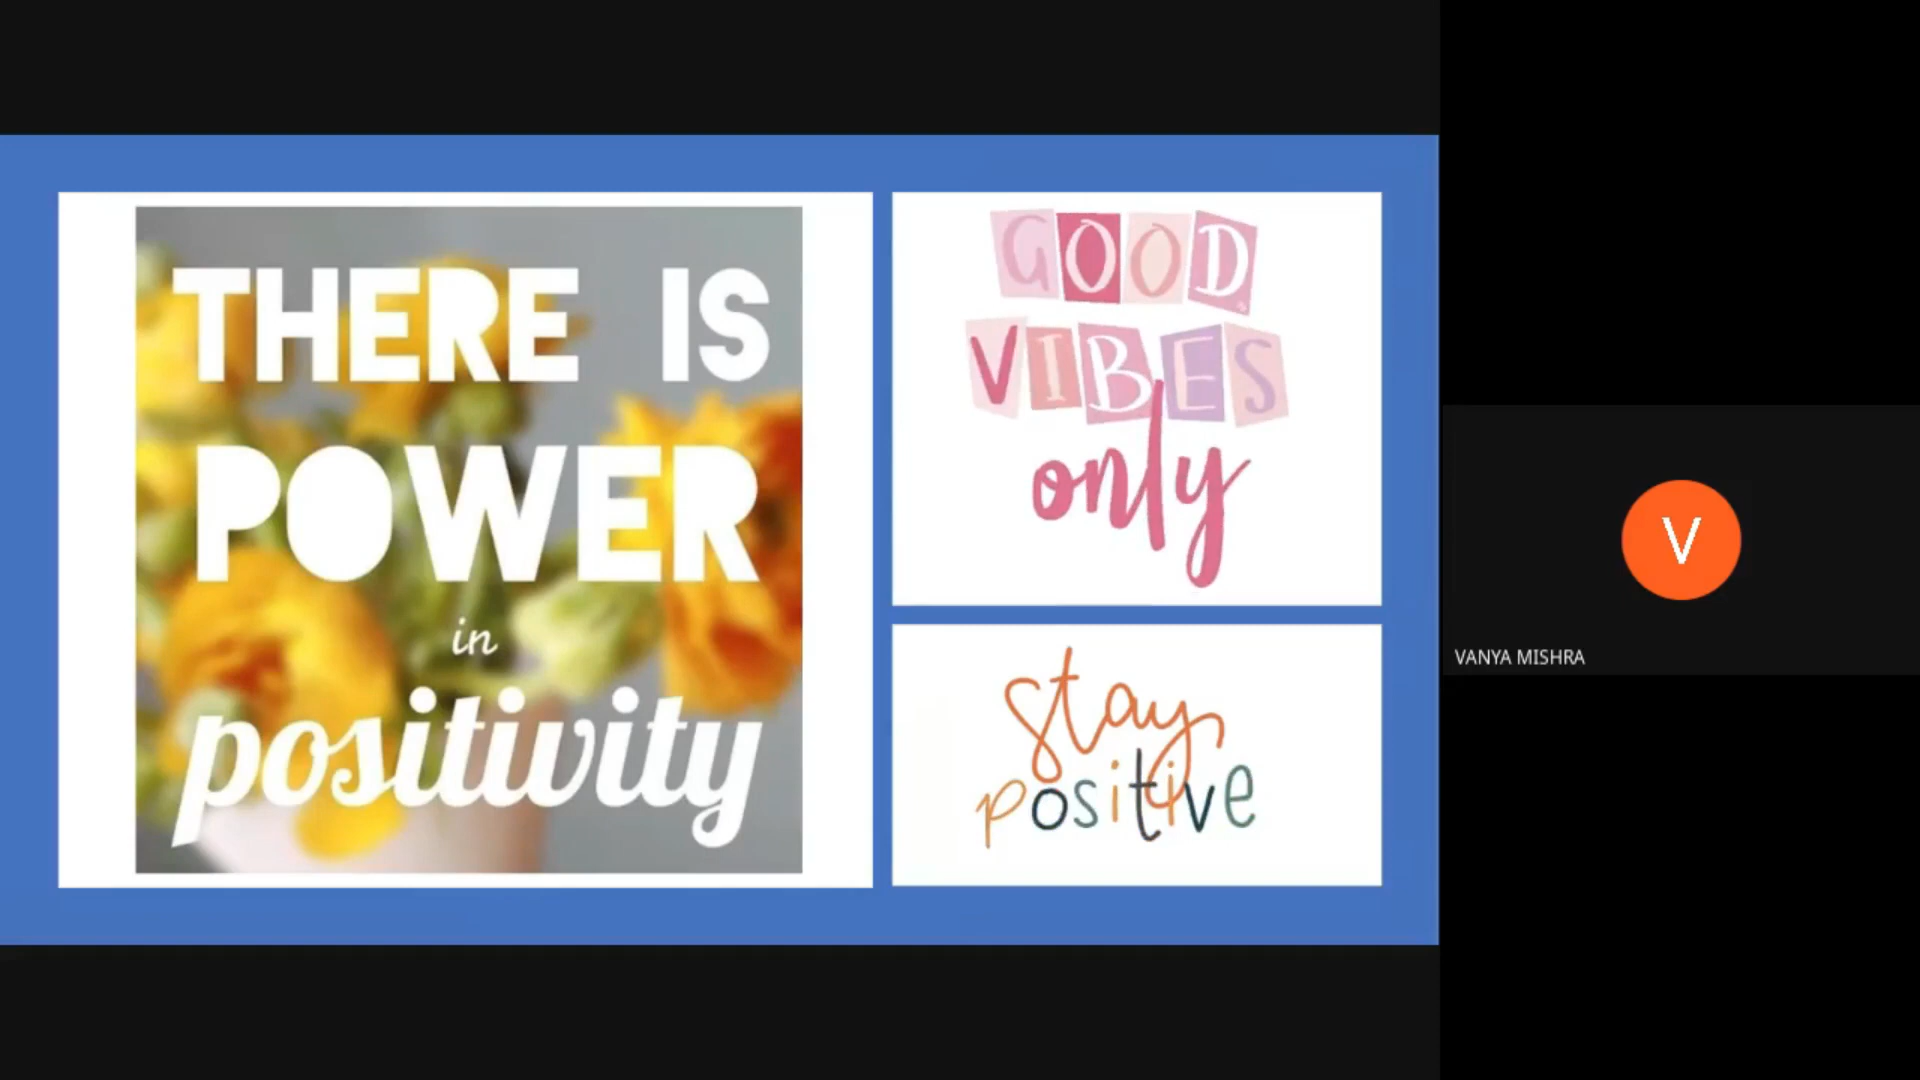 THERE IS
POWER
in
positivity
GOOD
VIBES
only
stay
positive
V
VANYA MISHRA